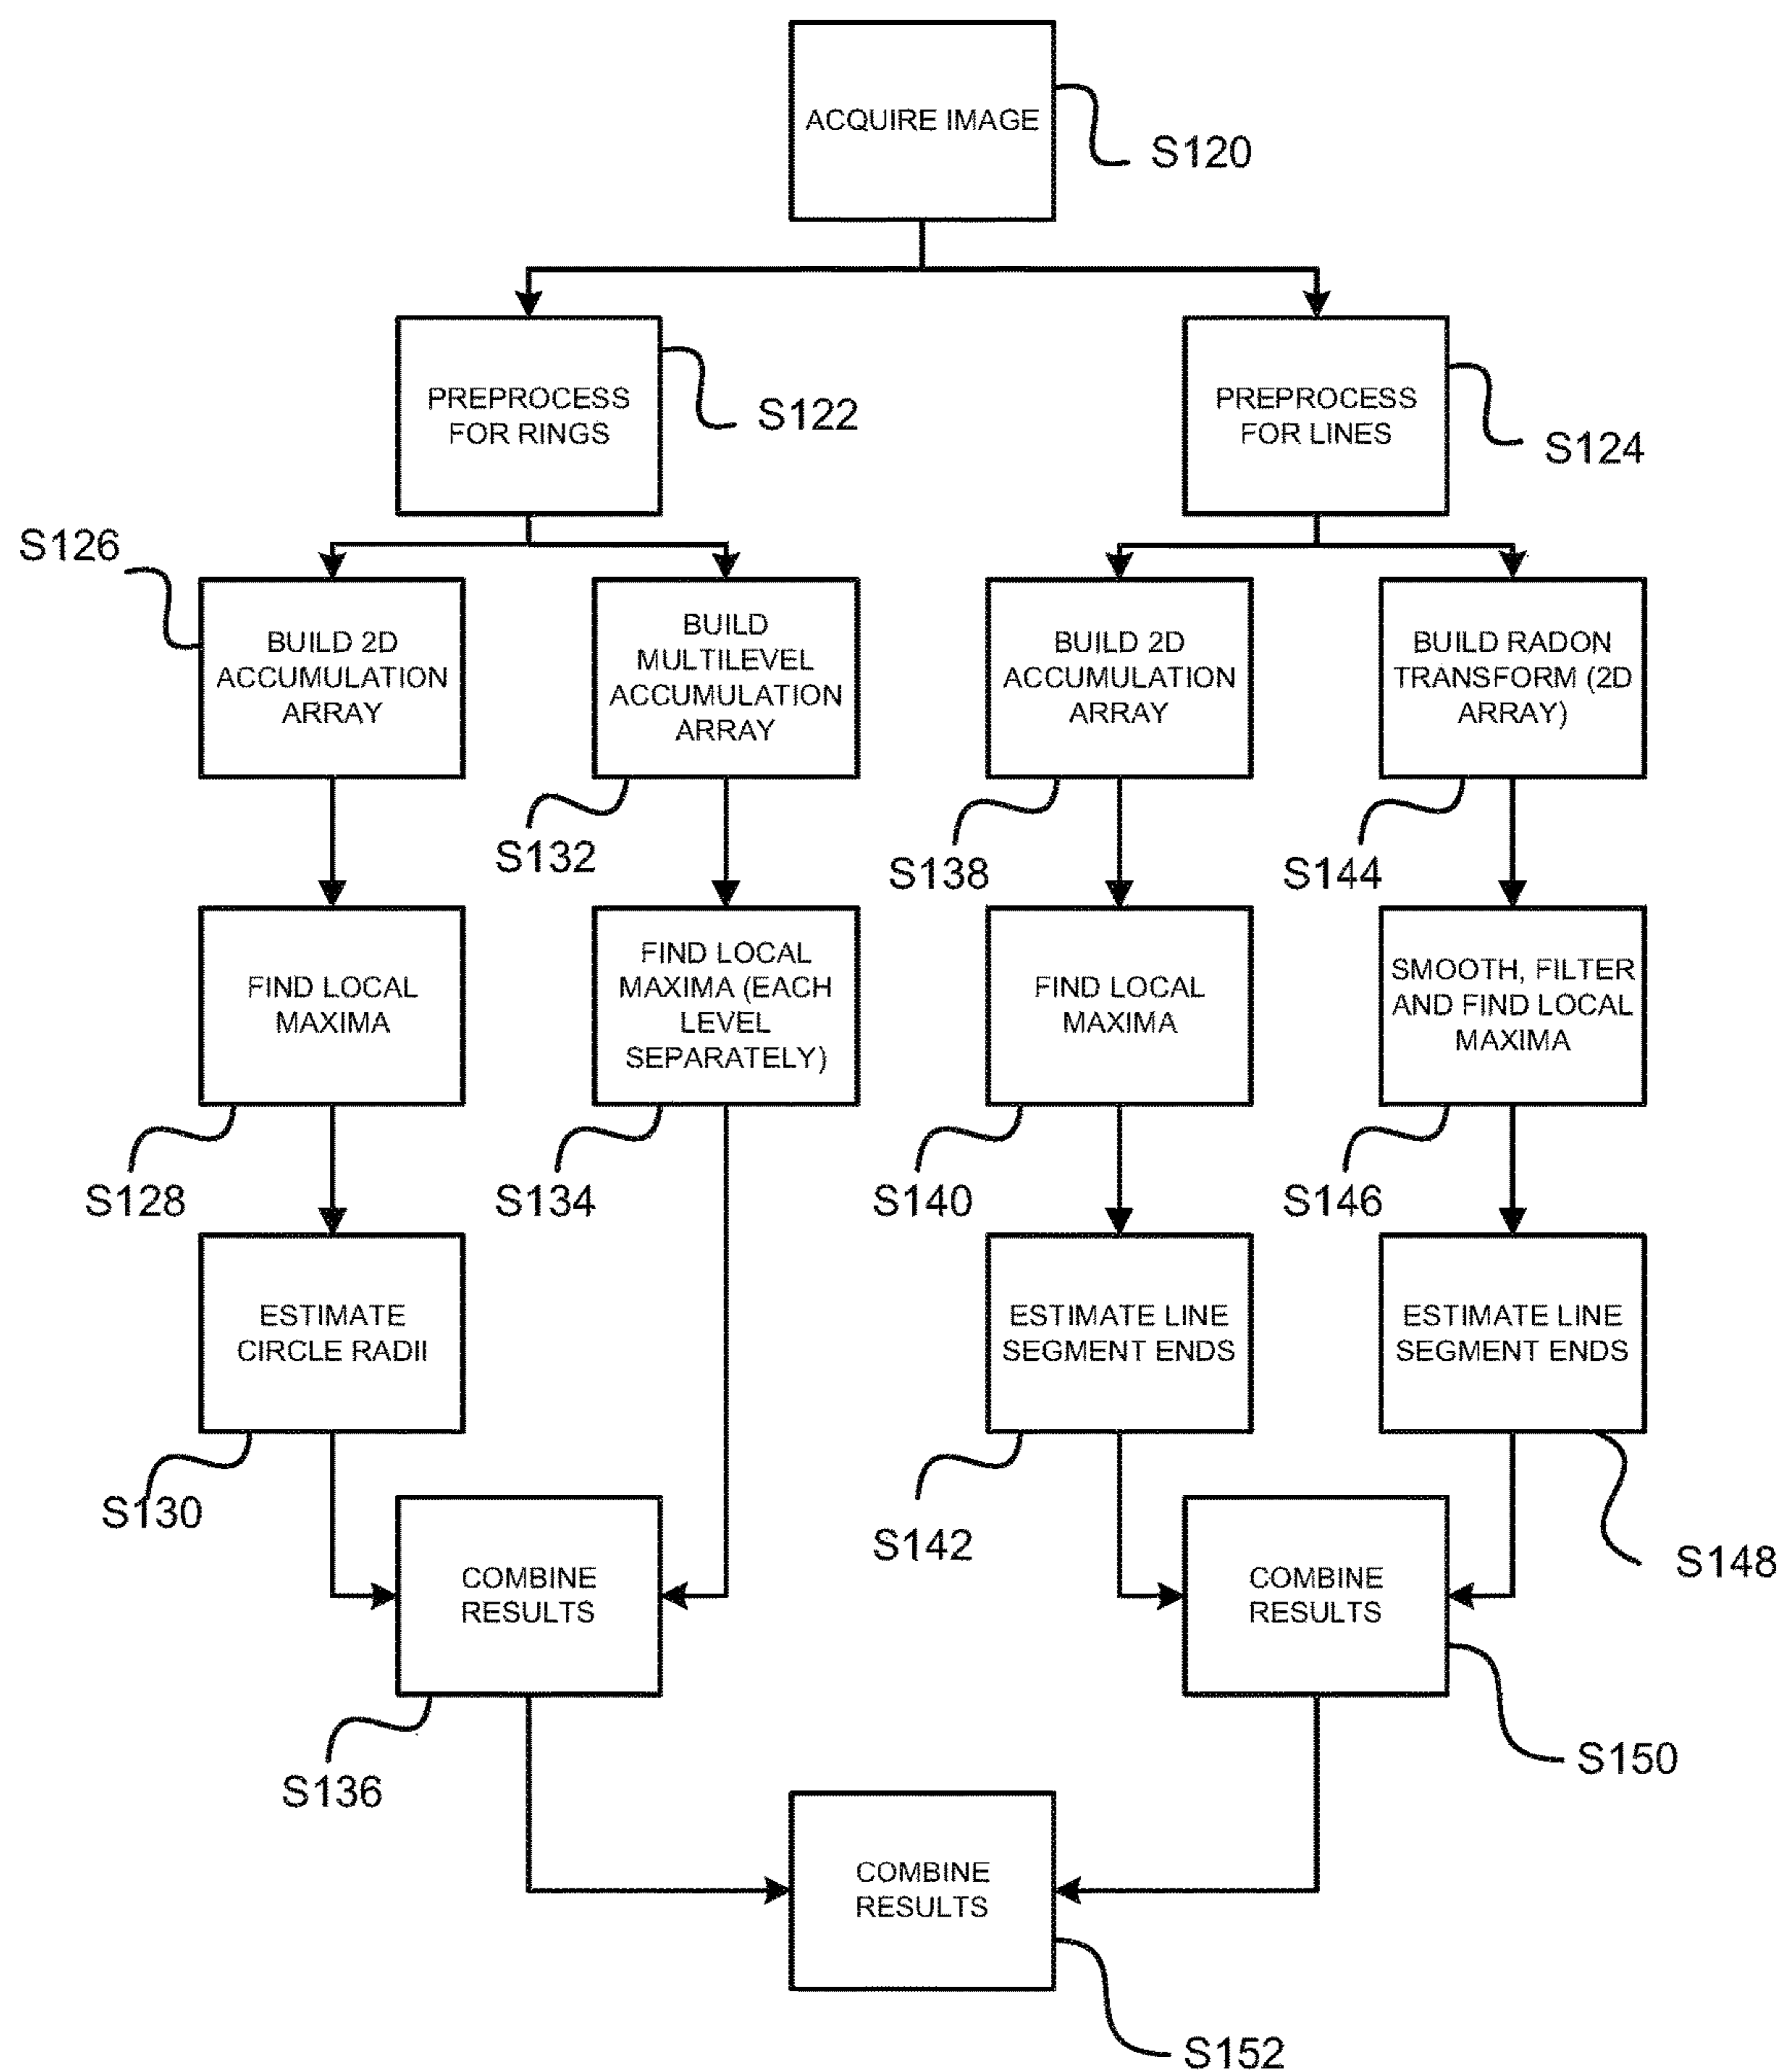 ACQUIRE IMAGE
S120
PREPROCESS
FOR RINGS
S122
PREPROCESS
FOR LINES
S124
S126
BUILD 2D
ACCUMULATION
ARRAY
BUILD
MULTILEVEL
ACCUMULATION
ARRAY
BUILD 2D
ACCUMULATION
ARRAY
BUILD RADON
TRANSFORM (2D
ARRAY)
S132
S138
S144
FIND LOCAL
MAXIMA
FIND LOCAL
MAXIMA (EACH
LEVEL
SEPARATELY)
FIND LOCAL
MAXIMA
SMOOTH, FILTER
AND FIND LOCAL
MAXIMA
S128
S134
S140
S146
ESTIMATE
CIRCLE RADII
ESTIMATE LINE
SEGMENT ENDS
ESTIMATE LINE
SEGMENT ENDS
S130
S142
S148
COMBINE
RESULTS
COMBINE
RESULTS
S136
S150
COMBINE
RESULTS
S152